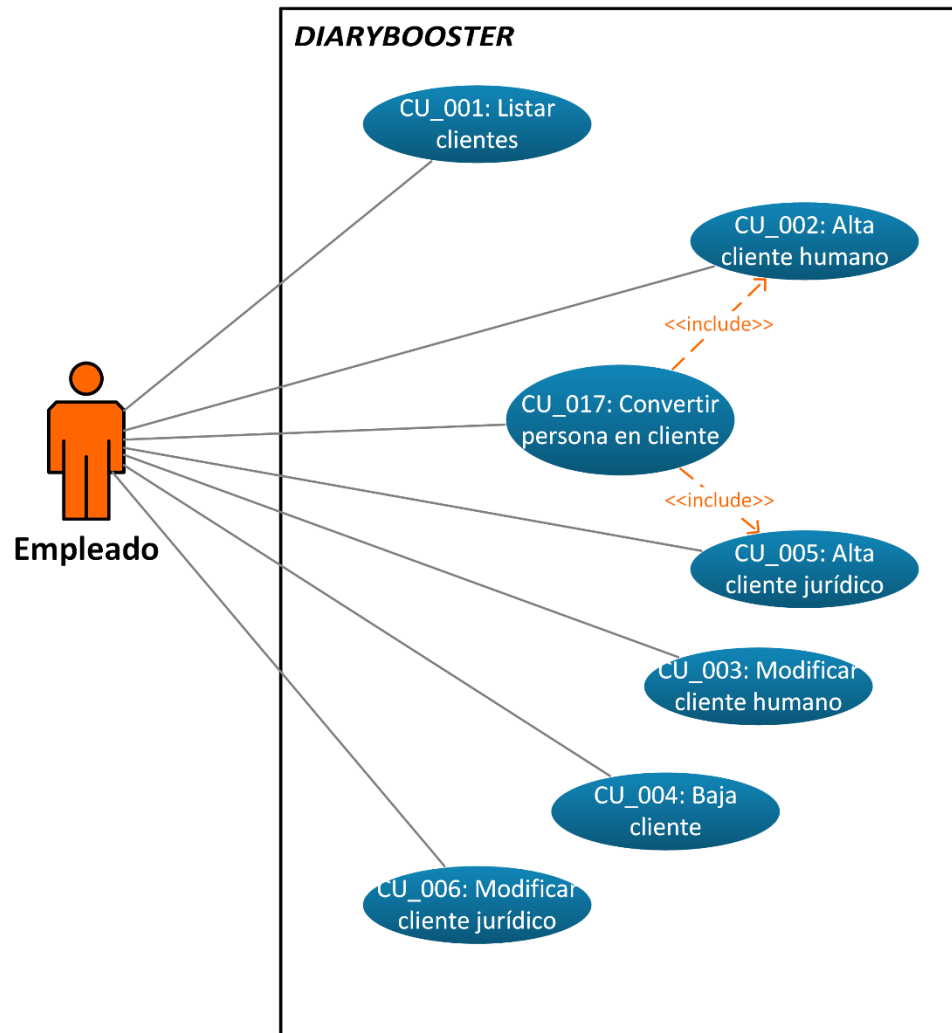 DIARYBOOSTER
CU_001: Listar
clientes
CU_002: Alta
cliente humano
<<include>>
CU_017: Convertir
persona en cliente
<<include>>
Empleado
CU_005: Alta
cliente jurídico
CU_003: Modificar
cliente humano
CU_004: Baja
cliente
CU_006: Modificar
cliente jurídico